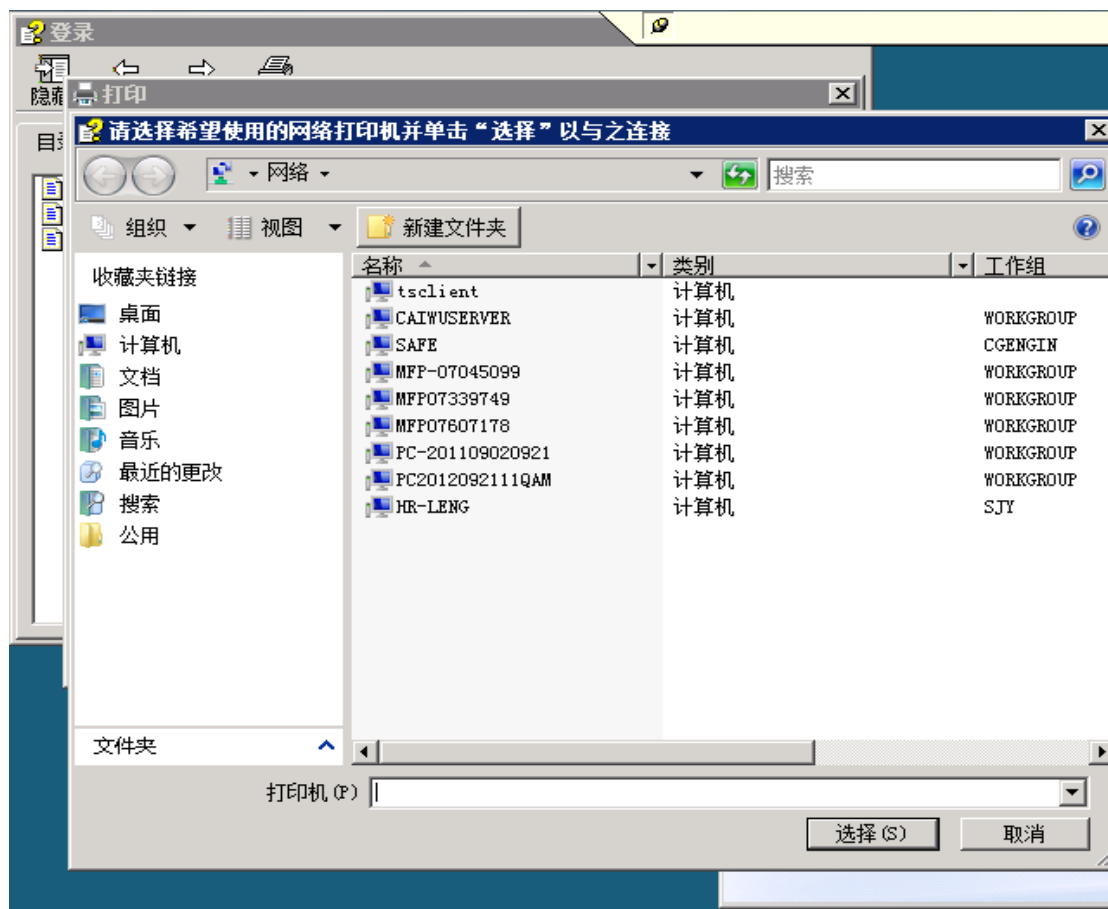 登录
隐藏
打印
目录
请选择希望使用的网络打印机并单击“选择”以与之连接
网络
搜索
组织 视图 新建文件夹
收藏夹链接
桌面
计算机
文档
图片
音乐
最近的更改
搜索
公用
文件夹
名称 类别 工作组
tsclient 计算机
CAIWUSERVER 计算机 WORKGROUP
SAFE 计算机 CGENGIN
MFP-07045099 计算机 WORKGROUP
MFP07339749 计算机 WORKGROUP
MFP07607178 计算机 WORKGROUP
PC-201109020921 计算机 WORKGROUP
PC2012092111QAM 计算机 WORKGROUP
HR-LENG 计算机 SJY
打印机(P)
选择(S) 取消